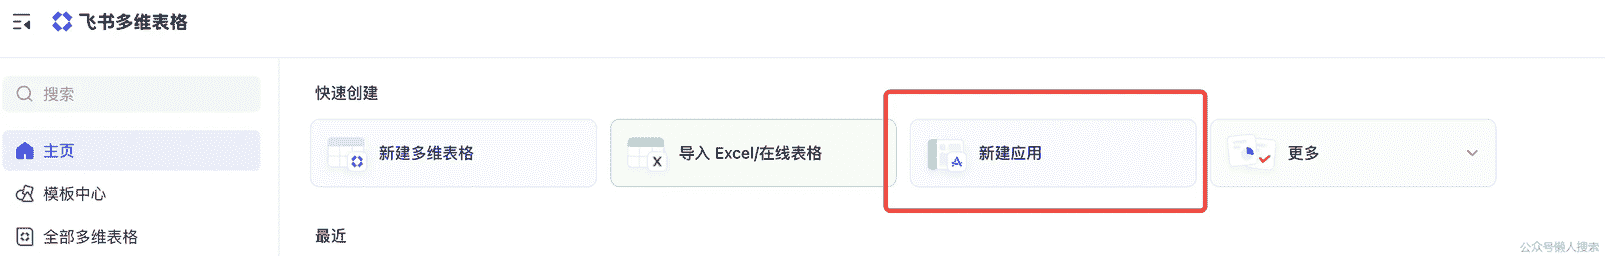 飞书多维表格
搜索
主页
模板中心
全部多维表格
快速创建
新建多维表格
导入 Excel/在线表格
新建应用
更多
最近
公众号懒人搜索